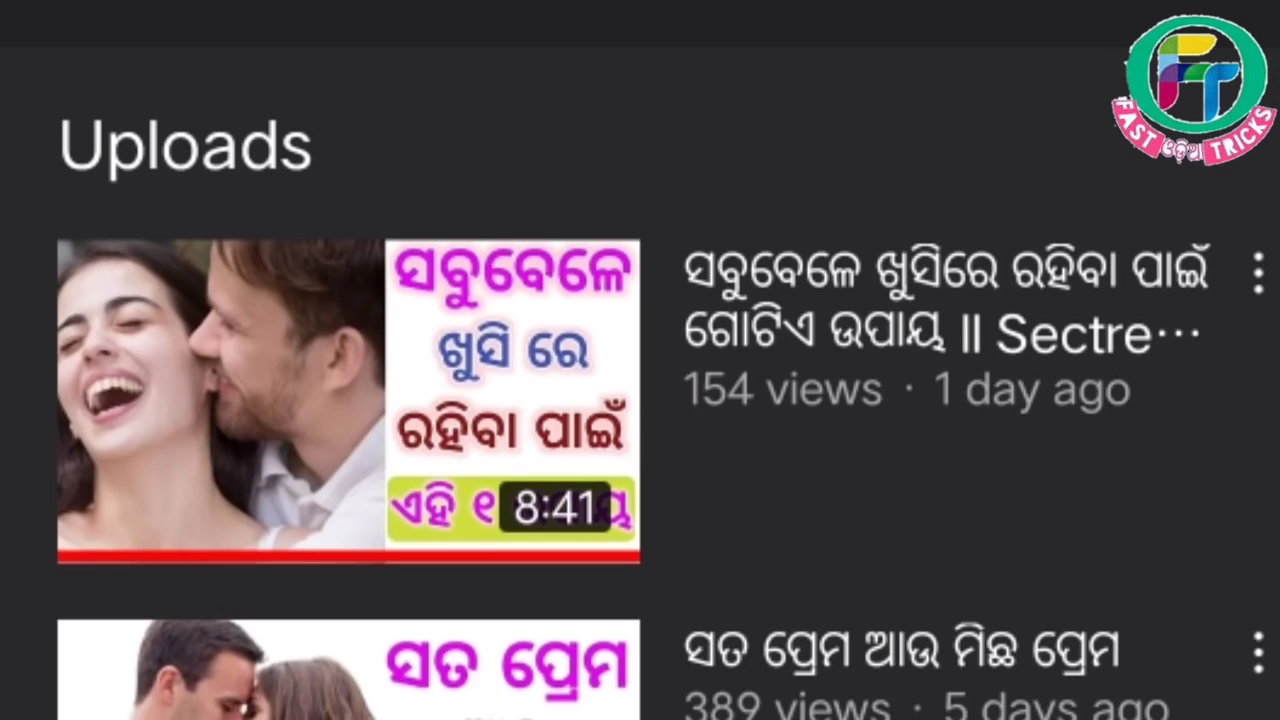 FAST ଓଡ଼ିଆ TRICKS
Uploads
ସବୁବେଳେ
ଖୁସି ରେ
ରହିବା ପାଇଁ
ଏହି ୧
8:41
ସବୁବେଳେ ଖୁସିରେ ରହିବା ପାଇଁ
ଗୋଟିଏ ଉପାୟ || Sectre...
154 views · 1 day ago
ସତ ପ୍ରେମ
ସତ ପ୍ରେମ ଆଉ ମିଛ ପ୍ରେମ
389 views · 5 days ago